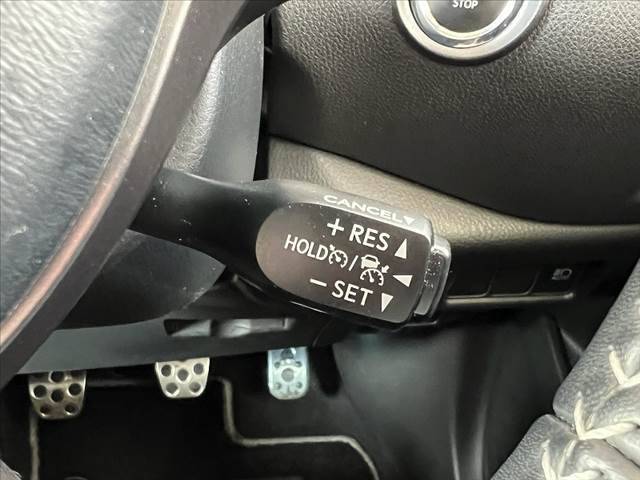 STOP
CANCEL▼
+ RES ▲
HOLD / ◀
− SET ▼